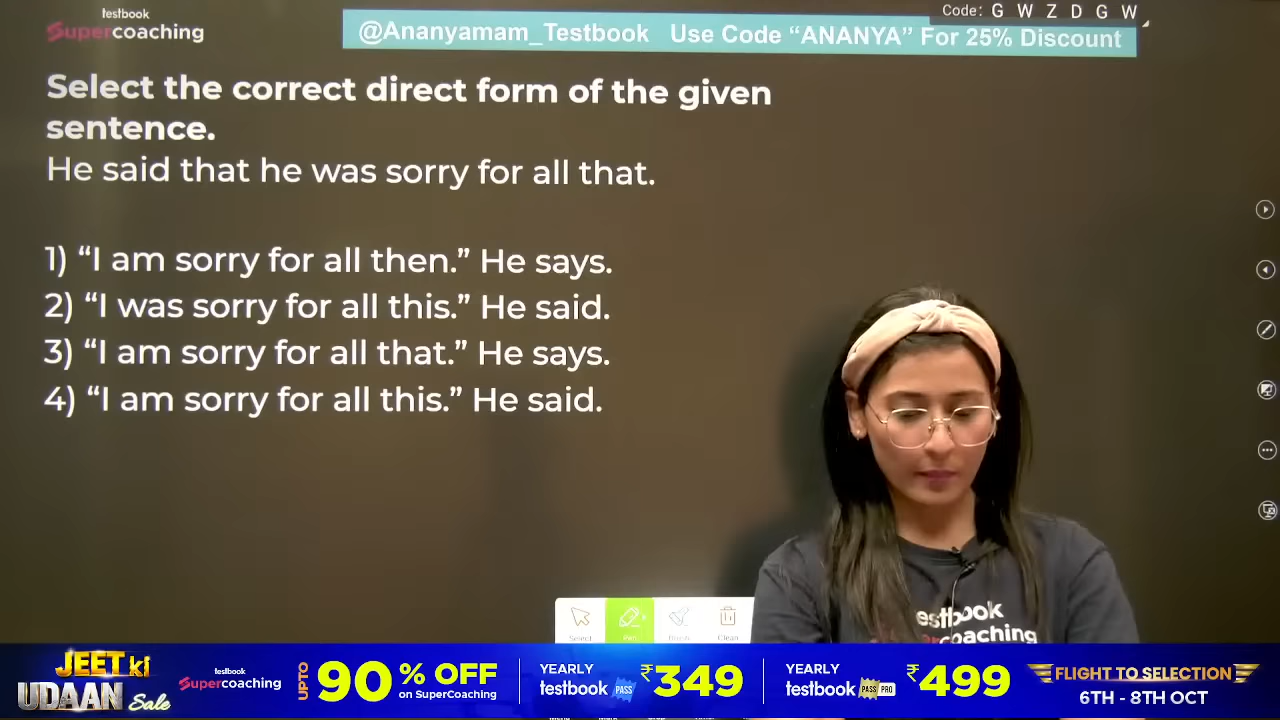 testbook
Supercoaching
@Ananyamam_Testbook Use Code “ANANYA” For 25% Discount
Code: G W Z D G W
Select the correct direct form of the given
sentence.
He said that he was sorry for all that.
1) “I am sorry for all then.” He says.
2) “I was sorry for all this.” He said.
3) “I am sorry for all that.” He says.
4) “I am sorry for all this.” He said.
testbook
coaching
Select
Pen
Brush
Clean
JEET ki
UDAAN Sale
testbook
Supercoaching
UPTO
90% OFF
on SuperCoaching
YEARLY
testbook PASS
₹349
YEARLY
testbook PASS PRO
₹499
FLIGHT TO SELECTION
6TH - 8TH OCT